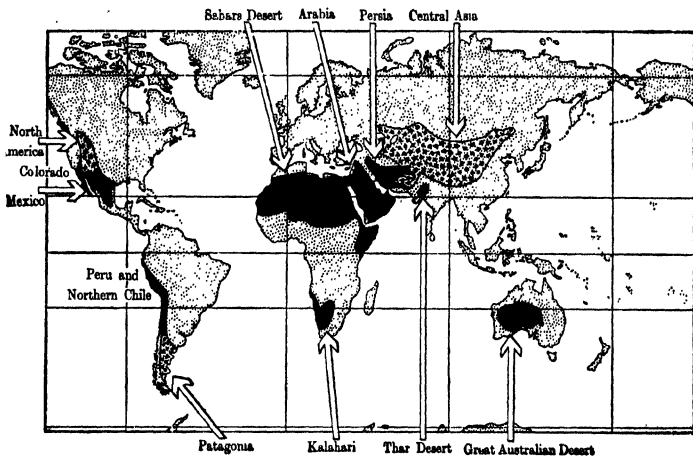 Sahara Desert
Arabia
Persia
Central Asia
North
merica
Colorado
Mexico
Peru and
Northern Chile
Patagonia
Kalahari
Thar Desert
Great Australian Desert